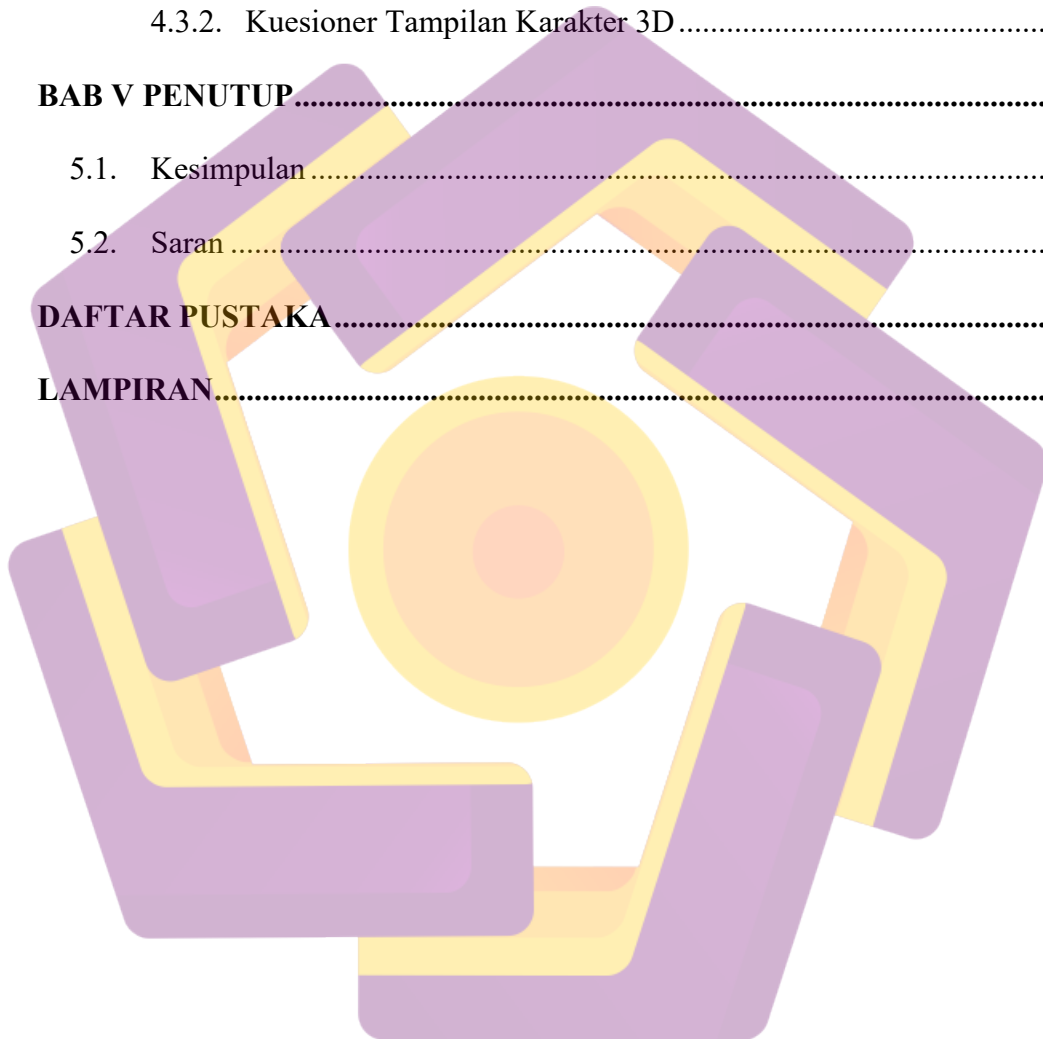 4.3.2. Kuesioner Tampilan Karakter 3D ..............................................
BAB V PENUTUP..............................................................................................
5.1. Kesimpulan ............................................................................................
5.2. Saran .....................................................................................................
DAFTAR PUSTAKA.........................................................................................
LAMPIRAN........................................................................................................